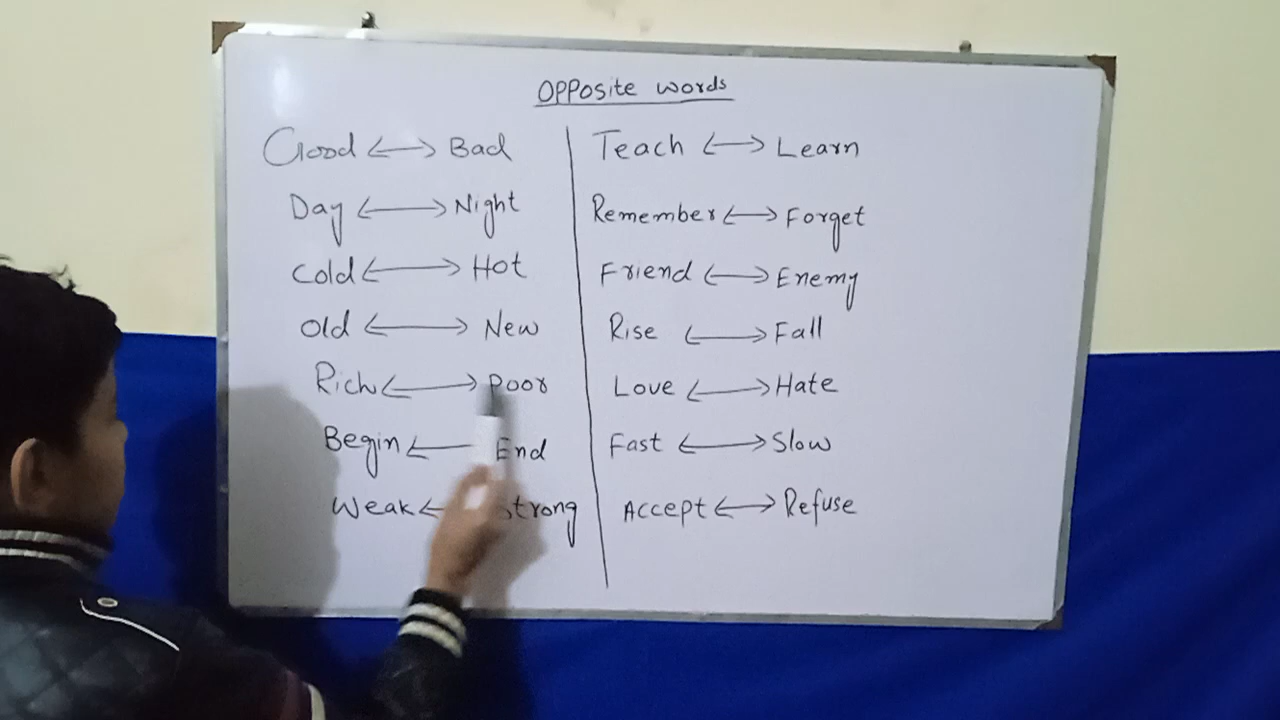 Opposite words
Good ↔ Bad
Day ↔ Night
Cold ↔ Hot
Old ↔ New
Rich ↔ Poor
Begin ← End
Weak ← Strong
Teach ↔ Learn
Remember ↔ Forget
Friend ↔ Enemy
Rise ↔ Fall
Love ↔ Hate
Fast ↔ Slow
Accept ↔ Refuse